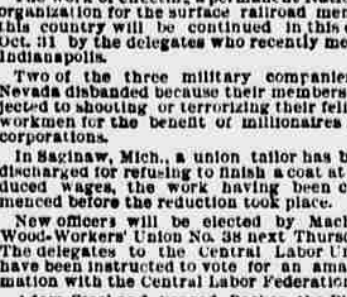 organization for the surface railroad men
this country will be continued in this
Oct. 31 by the delegates who recently me
Indianapolis.
Two of the three military companie
Nevada disbanded because their members
jected to shooting or terrorizing their fell
workmen for the benefit of millionaires
corporations.
In Saginaw, Mich., a union tailor has b
discharged for refusing to finish a coat at
duced wages, the work having been c
menced before the reduction took place.
New officers will be elected by Mach
Wood-Workers' Union No. 38 next Thursd
The delegates to the Central Labor U
have been instructed to vote for an ama
mation with the Central Labor Federation